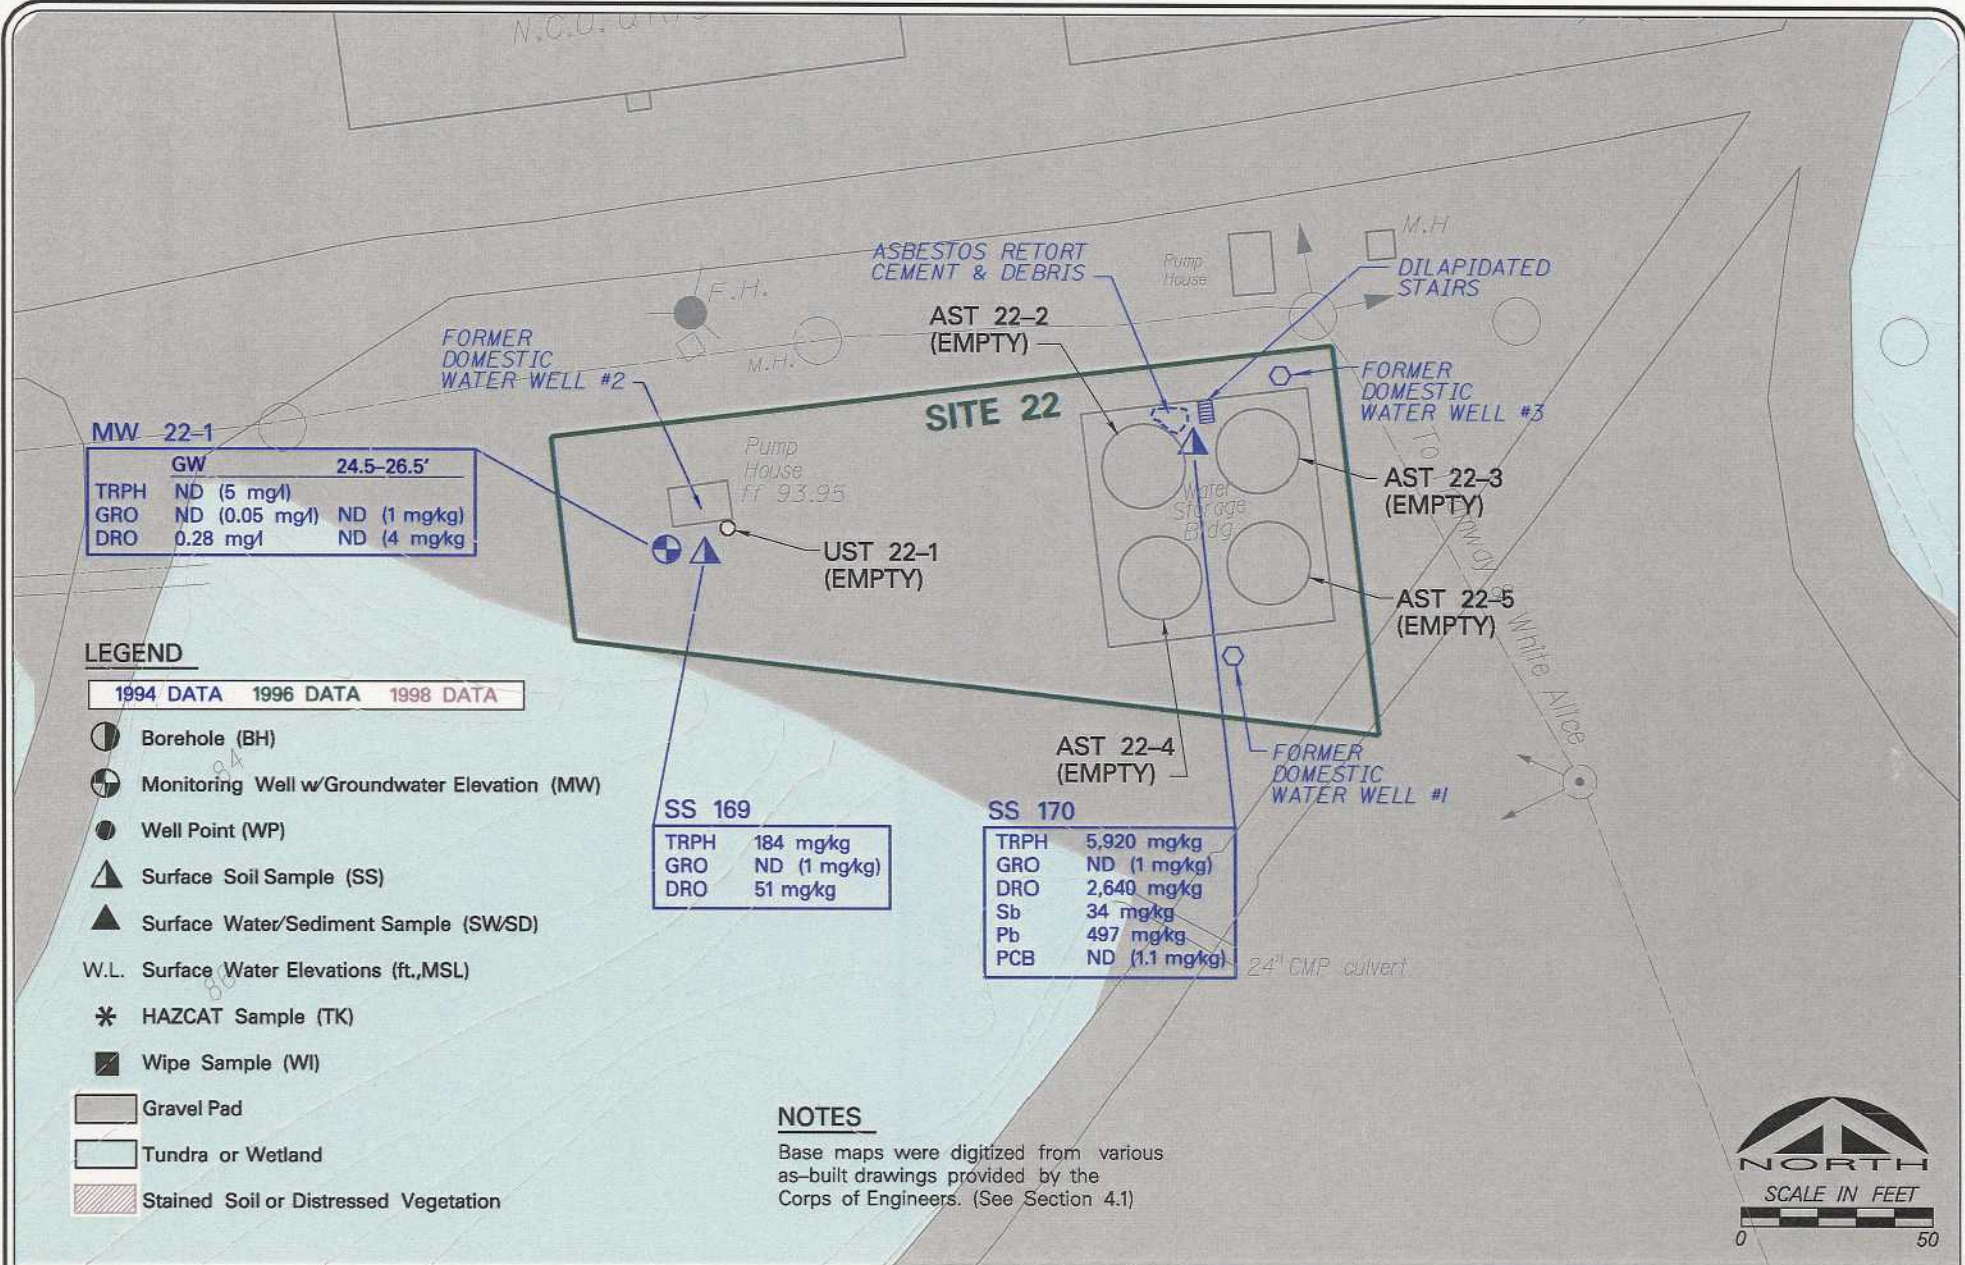 N.C.O. Qtrs
ASBESTOS RETORT
CEMENT & DEBRIS
Pump
House
M.H
DILAPIDATED
STAIRS
F.H.
M.H.
AST 22-2
(EMPTY)
FORMER
DOMESTIC
WATER WELL #2
FORMER
DOMESTIC
WATER WELL #3
SITE 22
MW 22-1
GW 24.5-26.5'
TRPH ND (5 mg/l)
GRO ND (0.05 mg/l) ND (1 mg/kg)
DRO 0.28 mg/l ND (4 mg/kg
Pump
House
ff 93.95
Water
Storage
Bldg
AST 22-3
(EMPTY)
UST 22-1
(EMPTY)
AST 22-5
(EMPTY)
To
White Alice
AST 22-4
(EMPTY)
FORMER
DOMESTIC
WATER WELL #1
SS 169
TRPH 184 mg/kg
GRO ND (1 mg/kg)
DRO 51 mg/kg
SS 170
TRPH 5,920 mg/kg
GRO ND (1 mg/kg)
DRO 2,640 mg/kg
Sb 34 mg/kg
Pb 497 mg/kg
PCB ND (1.1 mg/kg)
24" CMP culvert
LEGEND
1994 DATA 1996 DATA 1998 DATA
Borehole (BH)
84
Monitoring Well w/Groundwater Elevation (MW)
Well Point (WP)
Surface Soil Sample (SS)
Surface Water/Sediment Sample (SW/SD)
W.L. Surface Water Elevations (ft.,MSL)
HAZCAT Sample (TK)
Wipe Sample (WI)
Gravel Pad
Tundra or Wetland
Stained Soil or Distressed Vegetation
NOTES
Base maps were digitized from various
as-built drawings provided by the
Corps of Engineers. (See Section 4.1)
NORTH
SCALE IN FEET
0 50